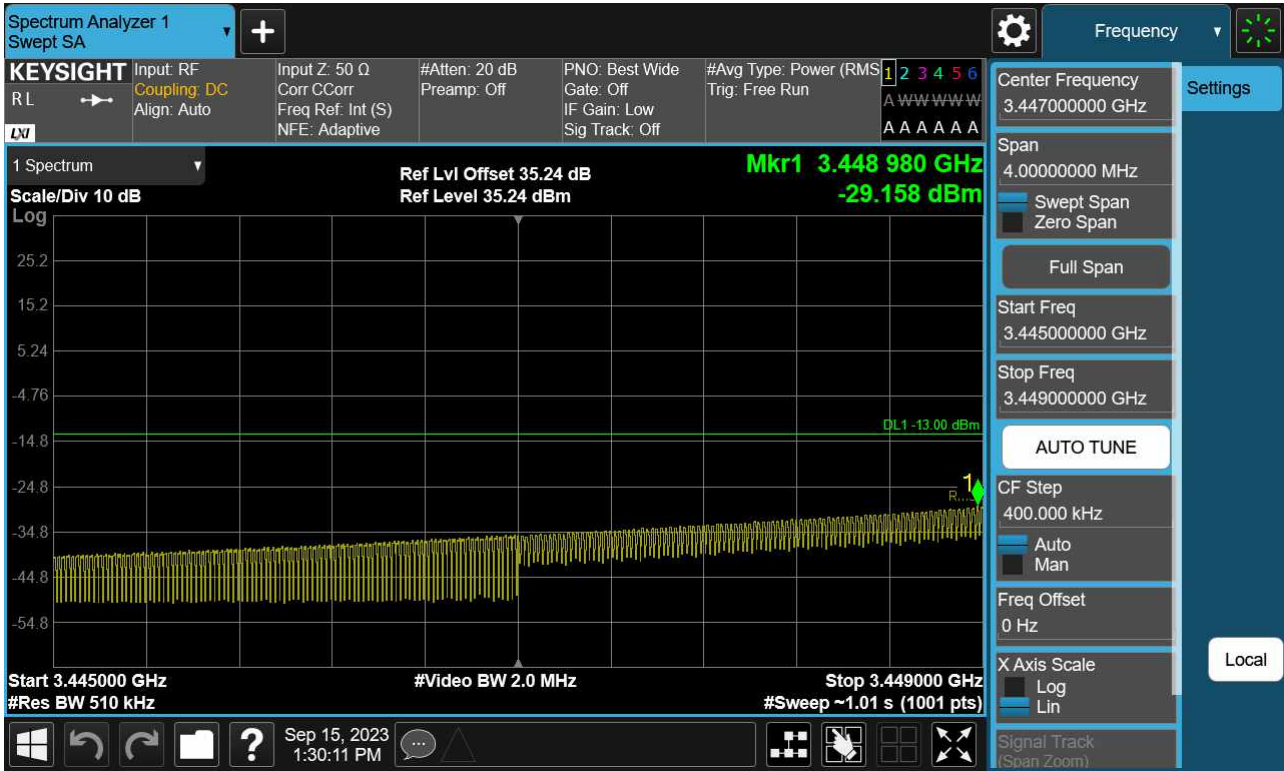 Spectrum Analyzer 1
Swept SA
+
Frequency
KEYSIGHT
R L
LXI
Input: RF
Coupling: DC
Align: Auto
Input Z: 50 Ω
Corr CCorr
Freq Ref: Int (S)
NFE: Adaptive
#Atten: 20 dB
Preamp: Off
PNO: Best Wide
Gate: Off
IF Gain: Low
Sig Track: Off
#Avg Type: Power (RMS
Trig: Free Run
1 2 3 4 5 6
A W W W W W
A A A A A A
1 Spectrum
Scale/Div 10 dB
Log
Ref Lvl Offset 35.24 dB
Ref Level 35.24 dBm
Mkr1 3.448 980 GHz
-29.158 dBm
25.2
15.2
5.24
-4.76
-14.8
-24.8
-34.8
-44.8
-54.8
DL1 -13.00 dBm
1
R...
Start 3.445000 GHz
#Res BW 510 kHz
#Video BW 2.0 MHz
Stop 3.449000 GHz
#Sweep ~1.01 s (1001 pts)
Center Frequency
3.447000000 GHz
Span
4.00000000 MHz
Swept Span
Zero Span
Full Span
Start Freq
3.445000000 GHz
Stop Freq
3.449000000 GHz
AUTO TUNE
CF Step
400.000 kHz
Auto
Man
Freq Offset
0 Hz
X Axis Scale
Log
Lin
Signal Track
(Span Zoom)
Settings
Local
?
Sep 15, 2023
1:30:11 PM